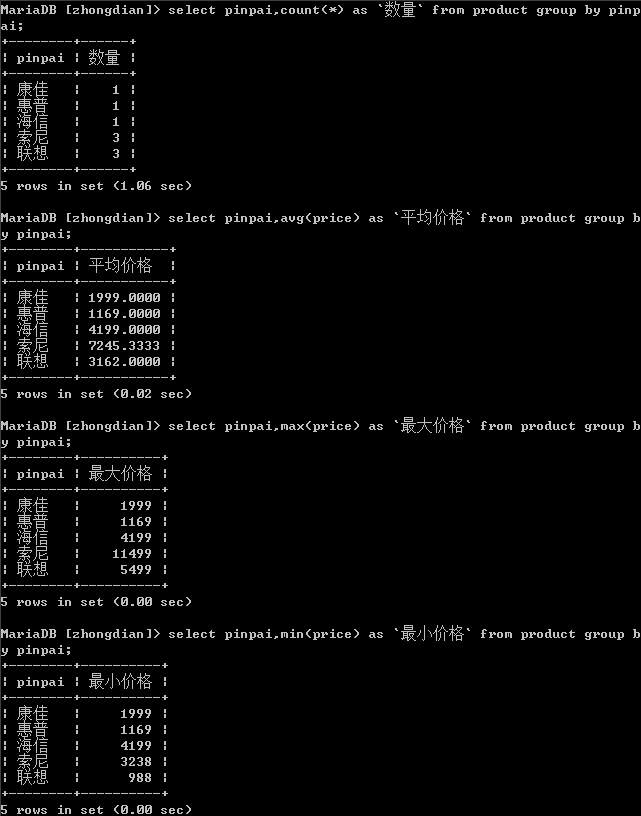 MariaDB [zhongdian]> select pinpai,count(*) as `数量` from product group by pinp
ai;
+--------+------+
| pinpai | 数量 |
+--------+------+
| 康佳   |    1 |
| 惠普   |    1 |
| 海信   |    1 |
| 索尼   |    3 |
| 联想   |    3 |
+--------+------+
5 rows in set (1.06 sec)
MariaDB [zhongdian]> select pinpai,avg(price) as `平均价格` from product group b
y pinpai;
+--------+-----------+
| pinpai | 平均价格  |
+--------+-----------+
| 康佳   | 1999.0000 |
| 惠普   | 1169.0000 |
| 海信   | 4199.0000 |
| 索尼   | 7245.3333 |
| 联想   | 3162.0000 |
+--------+-----------+
5 rows in set (0.02 sec)
MariaDB [zhongdian]> select pinpai,max(price) as `最大价格` from product group b
y pinpai;
+--------+----------+
| pinpai | 最大价格 |
+--------+----------+
| 康佳   |     1999 |
| 惠普   |     1169 |
| 海信   |     4199 |
| 索尼   |    11499 |
| 联想   |     5499 |
+--------+----------+
5 rows in set (0.00 sec)
MariaDB [zhongdian]> select pinpai,min(price) as `最小价格` from product group b
y pinpai;
+--------+----------+
| pinpai | 最小价格 |
+--------+----------+
| 康佳   |     1999 |
| 惠普   |     1169 |
| 海信   |     4199 |
| 索尼   |     3238 |
| 联想   |      988 |
+--------+----------+
5 rows in set (0.00 sec)